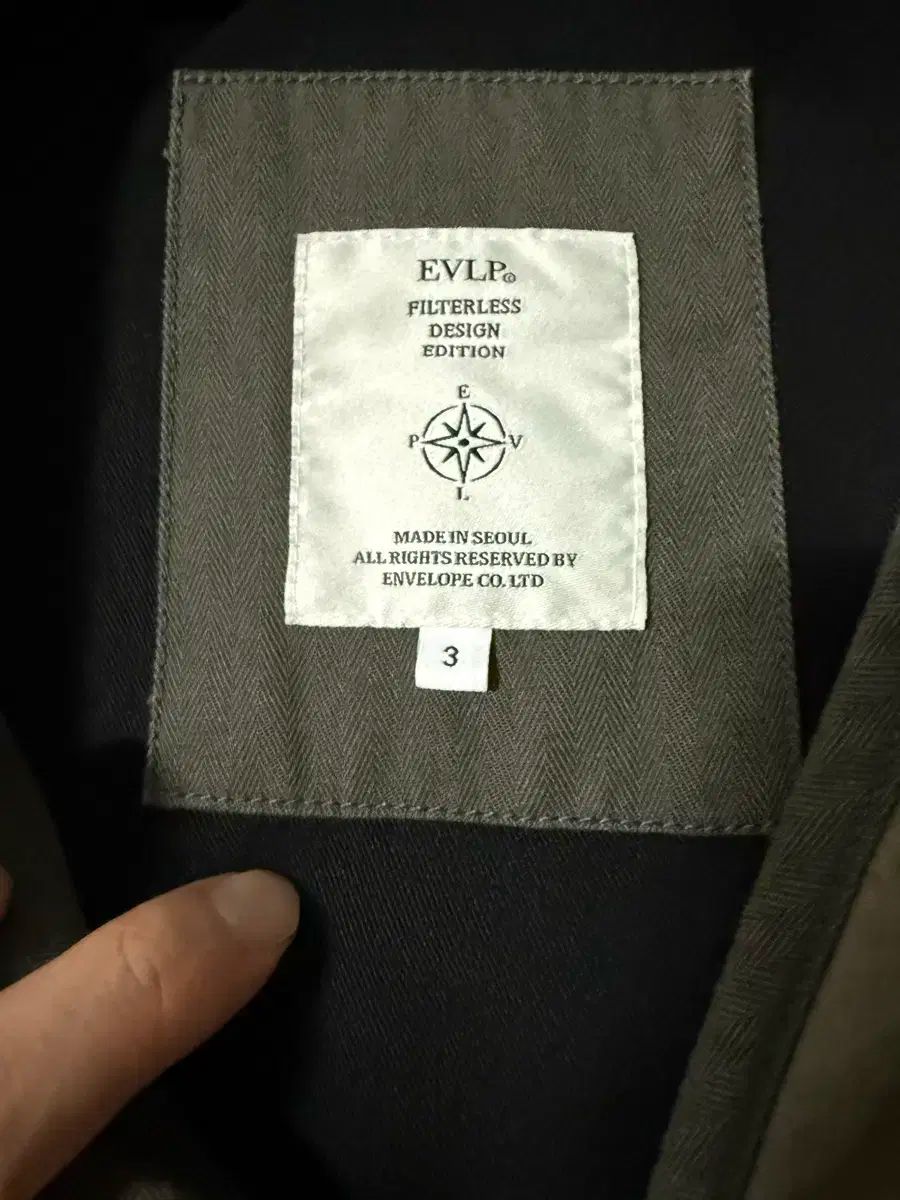 EVLP©
FILTERLESS
DESIGN
EDITION
E
P V
L
MADE IN SEOUL
ALL RIGHTS RESERVED BY
ENVELOPE CO. LTD
3